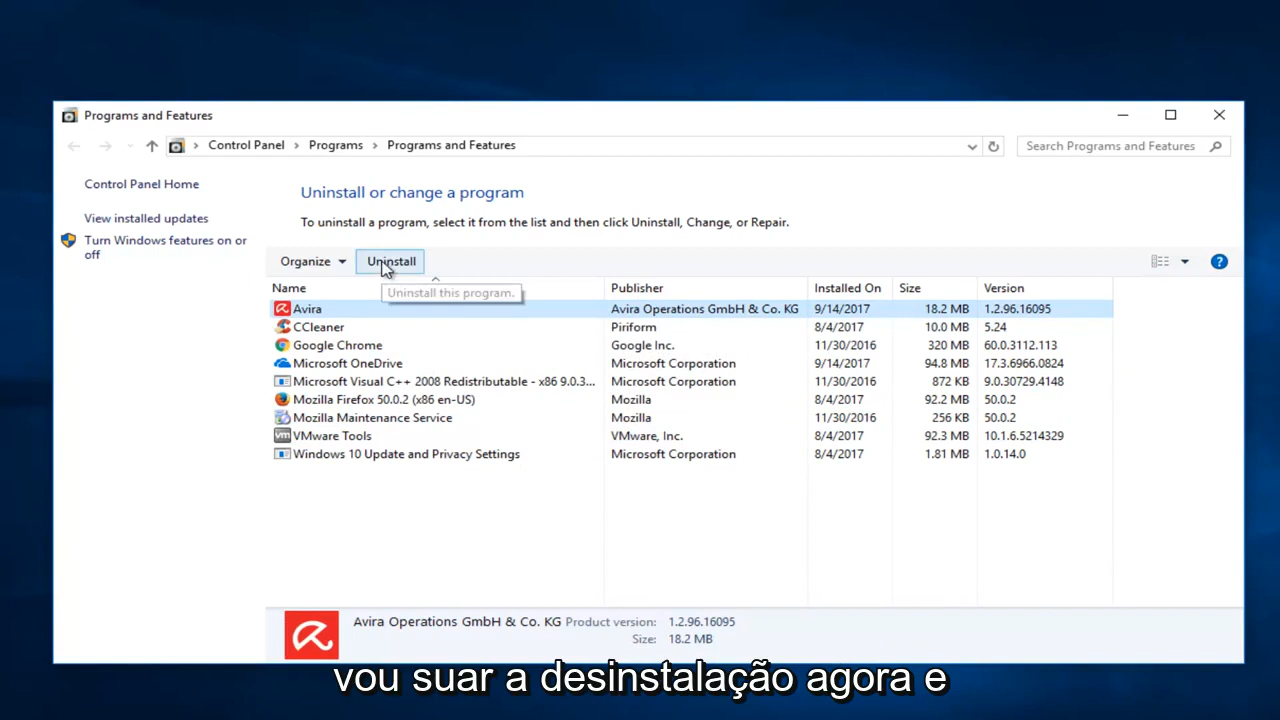 Programs and Features
Control Panel > Programs > Programs and Features
Search Programs and Features
Control Panel Home
View installed updates
Turn Windows features on or
off
Uninstall or change a program
To uninstall a program, select it from the list and then click Uninstall, Change, or Repair.
Organize Uninstall
Uninstall this program.
Name Publisher Installed On Size Version
Avira Avira Operations GmbH & Co. KG 9/14/2017 18.2 MB 1.2.96.16095
CCleaner Piriform 8/4/2017 10.0 MB 5.24
Google Chrome Google Inc. 11/30/2016 320 MB 60.0.3112.113
Microsoft OneDrive Microsoft Corporation 9/14/2017 94.8 MB 17.3.6966.0824
Microsoft Visual C++ 2008 Redistributable - x86 9.0.3... Microsoft Corporation 11/30/2016 872 KB 9.0.30729.4148
Mozilla Firefox 50.0.2 (x86 en-US) Mozilla 8/4/2017 92.2 MB 50.0.2
Mozilla Maintenance Service Mozilla 11/30/2016 256 KB 50.0.2
vm VMware Tools VMware, Inc. 8/4/2017 92.3 MB 10.1.6.5214329
Windows 10 Update and Privacy Settings Microsoft Corporation 8/4/2017 1.81 MB 1.0.14.0
Avira Operations GmbH & Co. KG Product version: 1.2.96.16095
Size: 18.2 MB
vou suar a desinstalação agora e